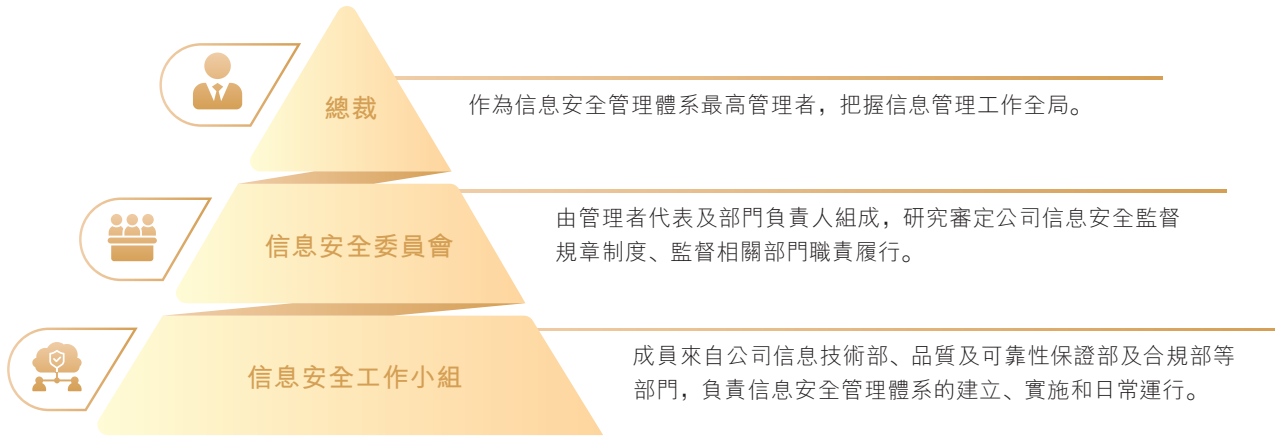 總裁
作為信息安全管理體系最高管理者，把握信息管理工作全局。
信息安全委員會
由管理者代表及部門負責人組成，研究審定公司信息安全監督
規章制度、監督相關部門職責履行。
信息安全工作小組
成員來自公司信息技術部、品質及可靠性保證部及合規部等
部門，負責信息安全管理體系的建立、實施和日常運行。